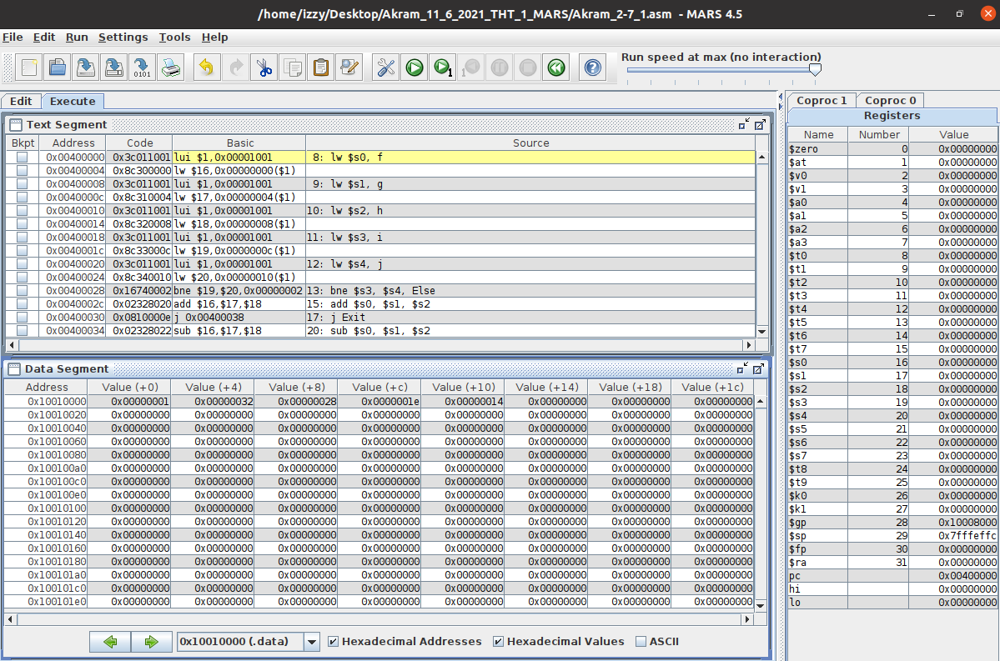 /home/izzy/Desktop/Akram_11_6_2021_THT_1_MARS/Akram_2-7_1.asm - MARS 4.5
File Edit Run Settings Tools Help
Run speed at max (no interaction)
0101
1
1
Edit Execute
Text Segment
Bkpt Address Code Basic Source
0x00400000 0x3c011001 lui $1,0x00001001 8: lw $s0, f
0x00400004 0x8c300000 lw $16,0x00000000($1)
0x00400008 0x3c011001 lui $1,0x00001001 9: lw $s1, g
0x0040000c 0x8c310004 lw $17,0x00000004($1)
0x00400010 0x3c011001 lui $1,0x00001001 10: lw $s2, h
0x00400014 0x8c320008 lw $18,0x00000008($1)
0x00400018 0x3c011001 lui $1,0x00001001 11: lw $s3, i
0x0040001c 0x8c33000c lw $19,0x0000000c($1)
0x00400020 0x3c011001 lui $1,0x00001001 12: lw $s4, j
0x00400024 0x8c340010 lw $20,0x00000010($1)
0x00400028 0x16740002 bne $19,$20,0x00000002 13: bne $s3, $s4, Else
0x0040002c 0x02328020 add $16,$17,$18 15: add $s0, $s1, $s2
0x00400030 0x0810000e j 0x00400038 17: j Exit
0x00400034 0x02328022 sub $16,$17,$18 20: sub $s0, $s1, $s2
Data Segment
Address Value (+0) Value (+4) Value (+8) Value (+c) Value (+10) Value (+14) Value (+18) Value (+1c)
0x10010000 0x00000001 0x00000032 0x00000028 0x0000001e 0x00000014 0x00000000 0x00000000 0x00000000
0x10010020 0x00000000 0x00000000 0x00000000 0x00000000 0x00000000 0x00000000 0x00000000 0x00000000
0x10010040 0x00000000 0x00000000 0x00000000 0x00000000 0x00000000 0x00000000 0x00000000 0x00000000
0x10010060 0x00000000 0x00000000 0x00000000 0x00000000 0x00000000 0x00000000 0x00000000 0x00000000
0x10010080 0x00000000 0x00000000 0x00000000 0x00000000 0x00000000 0x00000000 0x00000000 0x00000000
0x100100a0 0x00000000 0x00000000 0x00000000 0x00000000 0x00000000 0x00000000 0x00000000 0x00000000
0x100100c0 0x00000000 0x00000000 0x00000000 0x00000000 0x00000000 0x00000000 0x00000000 0x00000000
0x100100e0 0x00000000 0x00000000 0x00000000 0x00000000 0x00000000 0x00000000 0x00000000 0x00000000
0x10010100 0x00000000 0x00000000 0x00000000 0x00000000 0x00000000 0x00000000 0x00000000 0x00000000
0x10010120 0x00000000 0x00000000 0x00000000 0x00000000 0x00000000 0x00000000 0x00000000 0x00000000
0x10010140 0x00000000 0x00000000 0x00000000 0x00000000 0x00000000 0x00000000 0x00000000 0x00000000
0x10010160 0x00000000 0x00000000 0x00000000 0x00000000 0x00000000 0x00000000 0x00000000 0x00000000
0x10010180 0x00000000 0x00000000 0x00000000 0x00000000 0x00000000 0x00000000 0x00000000 0x00000000
0x100101a0 0x00000000 0x00000000 0x00000000 0x00000000 0x00000000 0x00000000 0x00000000 0x00000000
0x100101c0 0x00000000 0x00000000 0x00000000 0x00000000 0x00000000 0x00000000 0x00000000 0x00000000
0x100101e0 0x00000000 0x00000000 0x00000000 0x00000000 0x00000000 0x00000000 0x00000000 0x00000000
0x10010000 (.data) Hexadecimal Addresses Hexadecimal Values ASCII
Coproc 1 Coproc 0
Registers
Name Number Value
$zero 0 0x00000000
$at 1 0x00000000
$v0 2 0x00000000
$v1 3 0x00000000
$a0 4 0x00000000
$a1 5 0x00000000
$a2 6 0x00000000
$a3 7 0x00000000
$t0 8 0x00000000
$t1 9 0x00000000
$t2 10 0x00000000
$t3 11 0x00000000
$t4 12 0x00000000
$t5 13 0x00000000
$t6 14 0x00000000
$t7 15 0x00000000
$s0 16 0x00000000
$s1 17 0x00000000
$s2 18 0x00000000
$s3 19 0x00000000
$s4 20 0x00000000
$s5 21 0x00000000
$s6 22 0x00000000
$s7 23 0x00000000
$t8 24 0x00000000
$t9 25 0x00000000
$k0 26 0x00000000
$k1 27 0x00000000
$gp 28 0x10008000
$sp 29 0x7fffeffc
$fp 30 0x00000000
$ra 31 0x00000000
pc 0x00400000
hi 0x00000000
lo 0x00000000